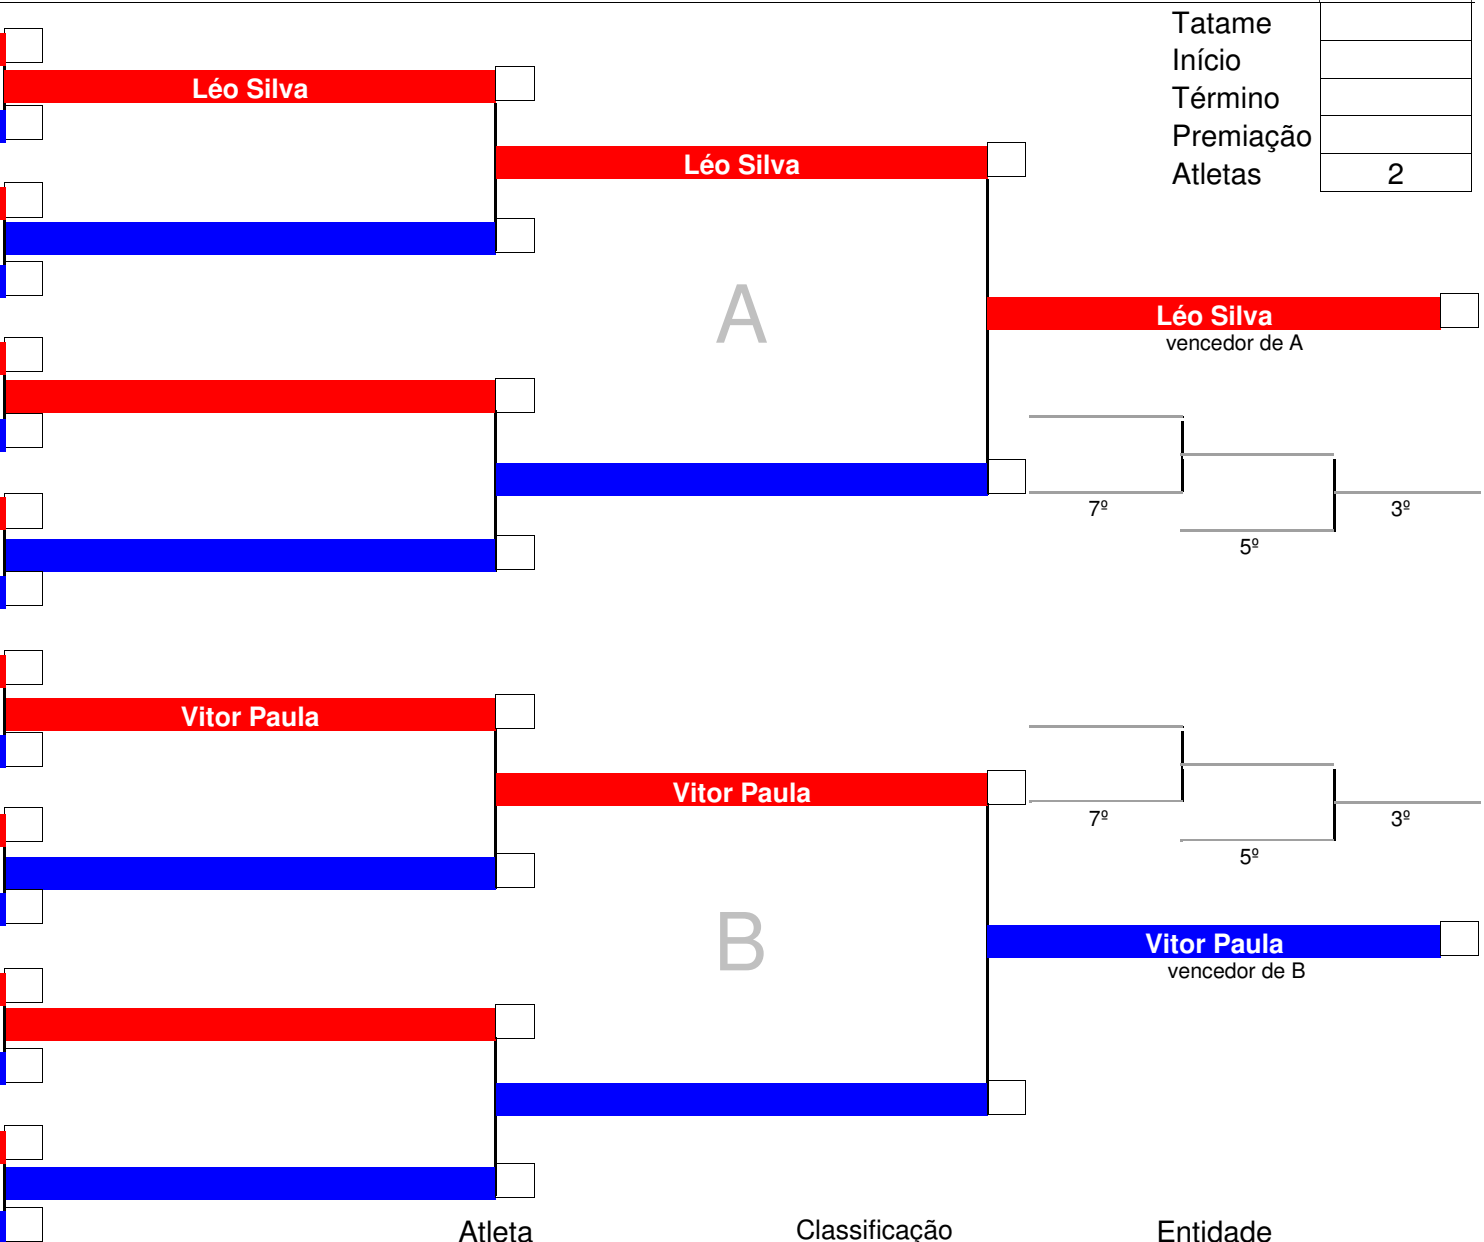 Tatame
Início
Término
Premiação
Atletas 2
Léo Silva
Léo Silva
A
Léo Silva
vencedor de A
7º
3º
5º
Vitor Paula
Vitor Paula
7º
3º
5º
B
Vitor Paula
vencedor de B
Atleta Classificação Entidade